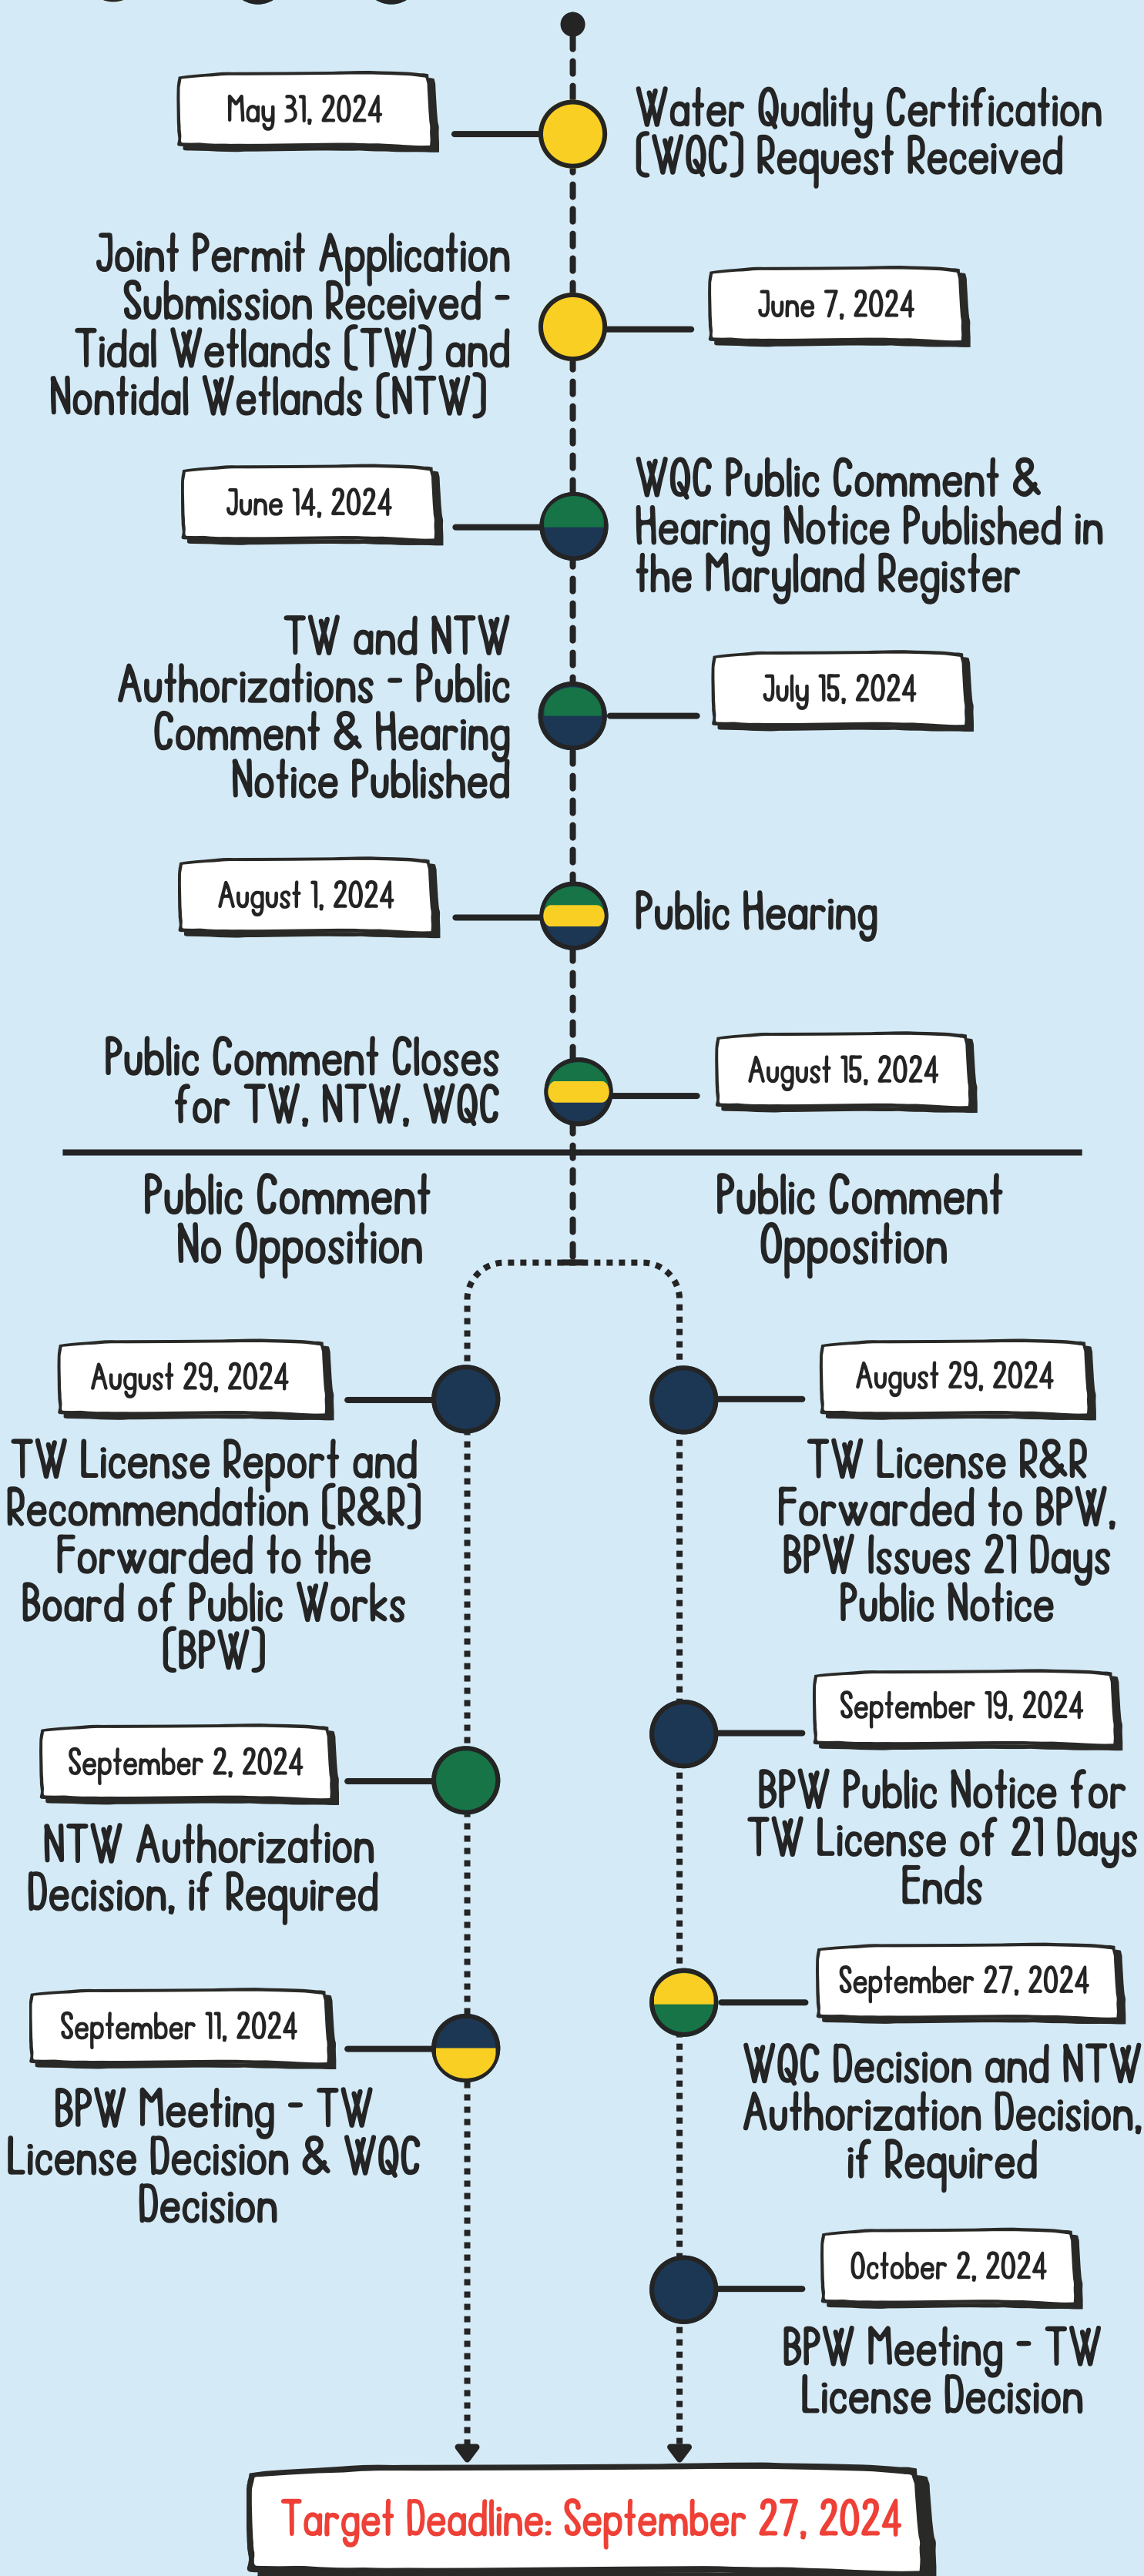 May 31, 2024
Water Quality Certification
(WQC) Request Received
Joint Permit Application
Submission Received -
Tidal Wetlands (TW) and
Nontidal Wetlands (NTW)
June 7, 2024
June 14, 2024
WQC Public Comment &
Hearing Notice Published in
the Maryland Register
TW and NTW
Authorizations - Public
Comment & Hearing
Notice Published
July 15, 2024
August 1, 2024
Public Hearing
Public Comment Closes
for TW, NTW, WQC
August 15, 2024
Public Comment
No Opposition
Public Comment
Opposition
August 29, 2024
TW License Report and
Recommendation (R&R)
Forwarded to the
Board of Public Works
(BPW)
August 29, 2024
TW License R&R
Forwarded to BPW,
BPW Issues 21 Days
Public Notice
September 2, 2024
NTW Authorization
Decision, if Required
September 19, 2024
BPW Public Notice for
TW License of 21 Days
Ends
September 11, 2024
BPW Meeting - TW
License Decision & WQC
Decision
September 27, 2024
WQC Decision and NTW
Authorization Decision,
if Required
October 2, 2024
BPW Meeting - TW
License Decision
Target Deadline: September 27, 2024